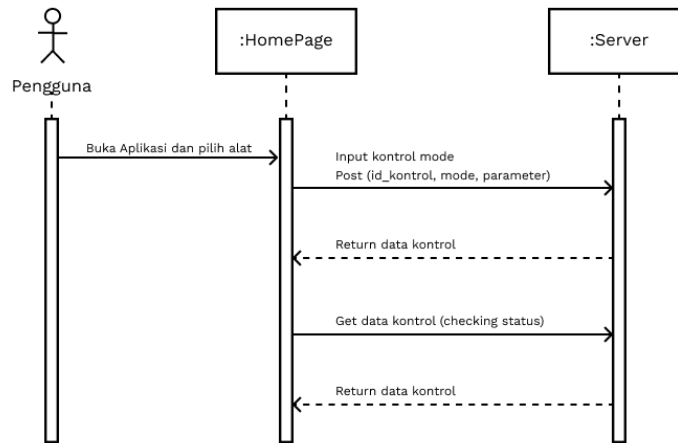 :HomePage
:Server
Pengguna
Buka Aplikasi dan pilih alat
Input kontrol mode
Post (id_kontrol, mode, parameter)
Return data kontrol
Get data kontrol (checking status)
Return data kontrol